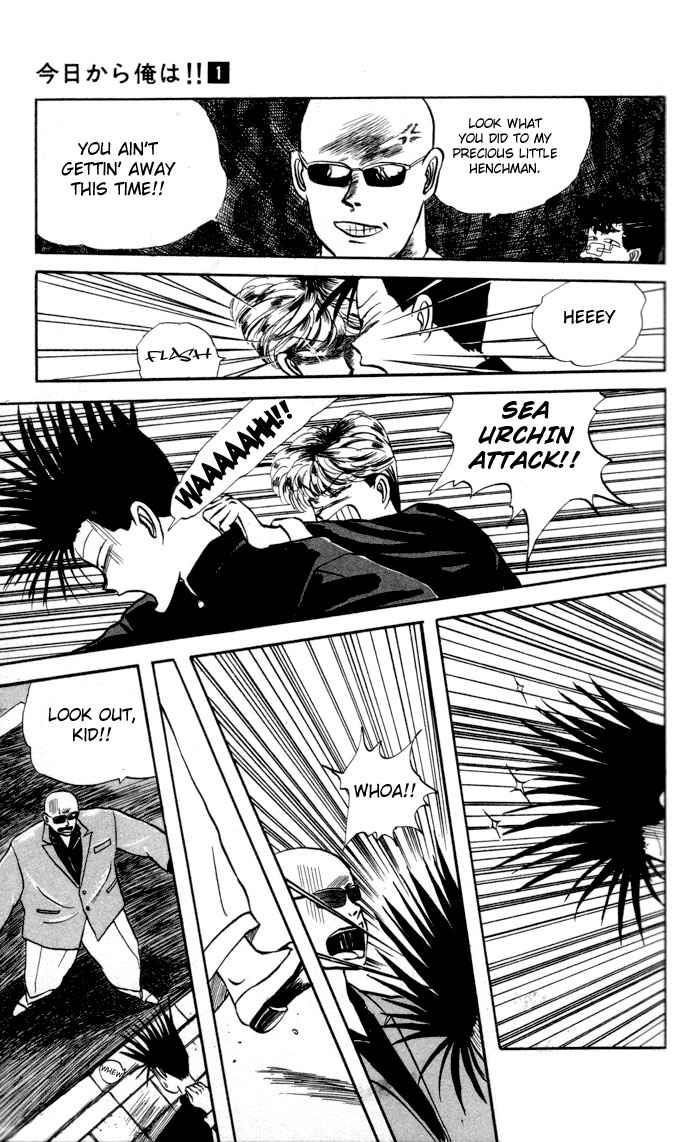 今日から俺は!! 1
LOOK WHAT
YOU DID TO MY
PRECIOUS LITTLE
HENCHMAN.
YOU AIN'T
GETTIN' AWAY
THIS TIME!!
HEEEY
FLASH
SEA
URCHIN
ATTACK!!
WAAAAAHH!!
WHOA!!
LOOK OUT,
KID!!
WHEW